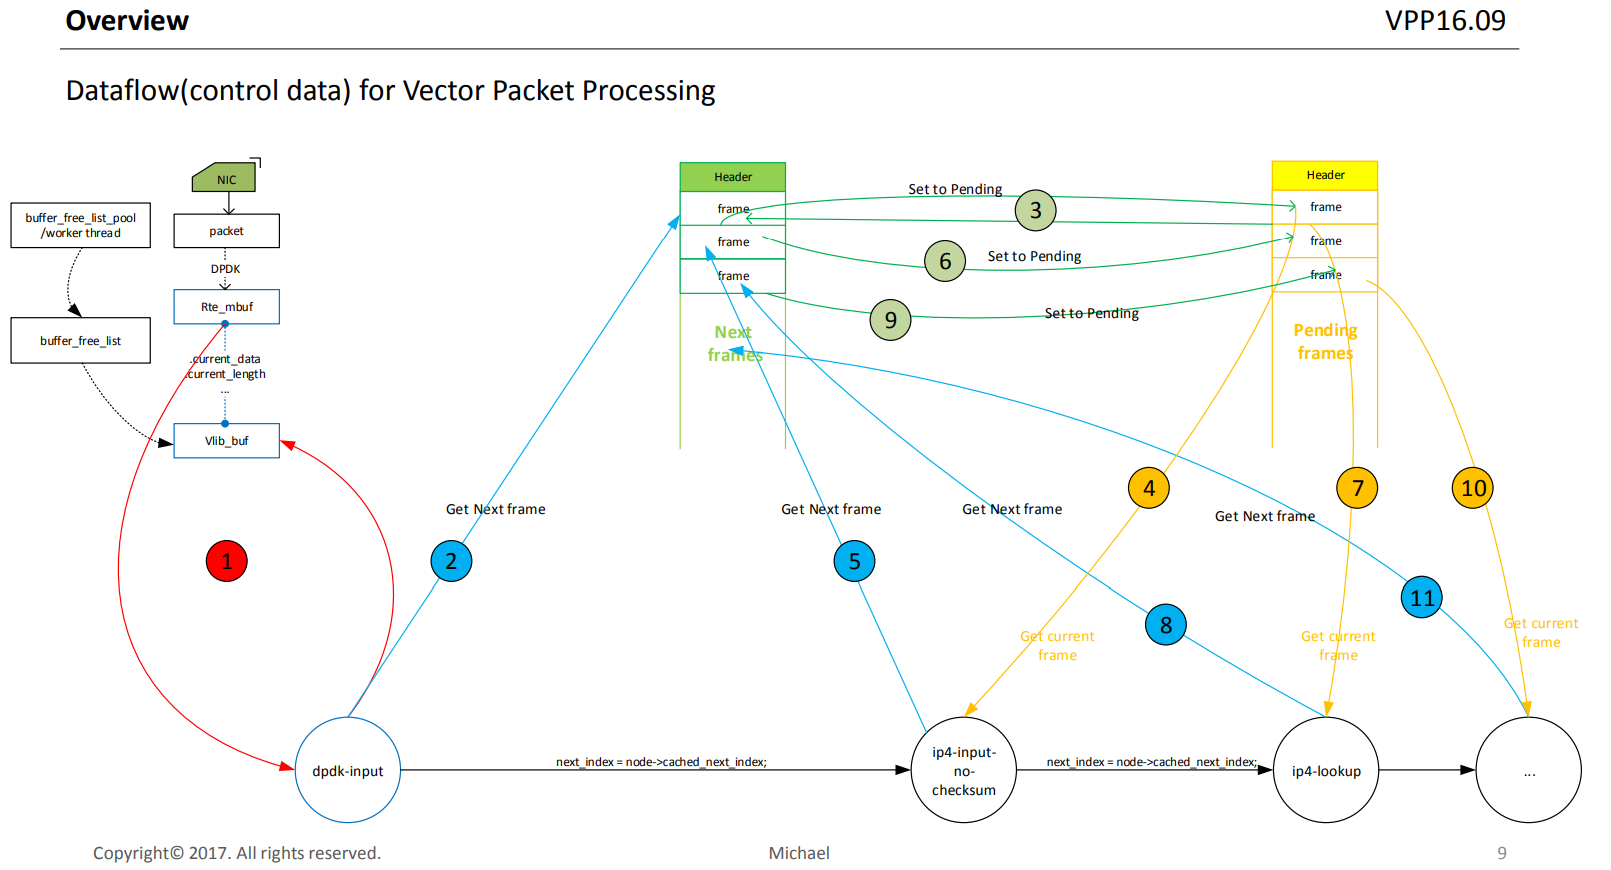 Overview
VPP16.09
Dataflow(control data) for Vector Packet Processing
NIC
buffer_free_list_pool
/worker thread
packet
DPDK
Rte_mbuf
buffer_free_list
.current_data
.current_length
...
Vlib_buf
Header
frame
frame
frame
Next
frames
Set to Pending
3
6
Set to Pending
9
Set to Pending
Header
frame
frame
frame
Pending
frames
4
7
10
Get Next frame
Get Next frame
Get Next frame
Get Next frame
1
2
5
8
11
Get current
frame
Get current
frame
Get current
frame
dpdk-input
next_index = node->cached_next_index;
ip4-input-
no-
checksum
next_index = node->cached_next_index;
ip4-lookup
...
Copyright© 2017. All rights reserved.
Michael
9